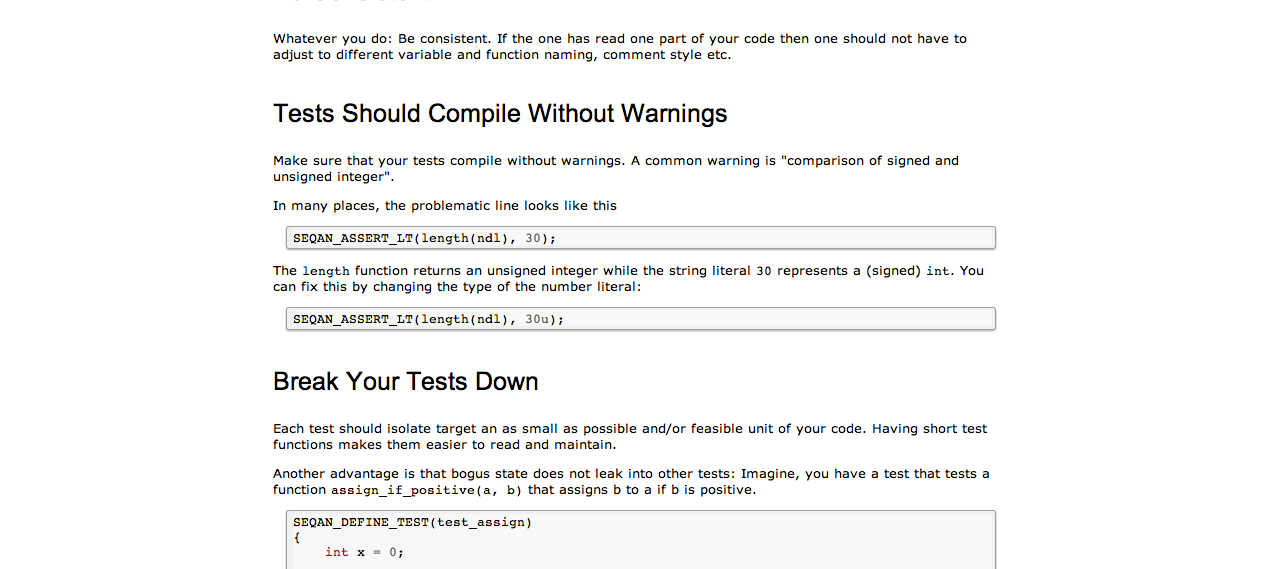 Whatever you do: Be consistent. If the one has read one part of your code then one should not have to
adjust to different variable and function naming, comment style etc.
Tests Should Compile Without Warnings
Make sure that your tests compile without warnings. A common warning is "comparison of signed and
unsigned integer".
In many places, the problematic line looks like this
SEQAN_ASSERT_LT(length(ndl), 30);
The length function returns an unsigned integer while the string literal 30 represents a (signed) int. You
can fix this by changing the type of the number literal:
SEQAN_ASSERT_LT(length(ndl), 30u);
Break Your Tests Down
Each test should isolate target an as small as possible and/or feasible unit of your code. Having short test
functions makes them easier to read and maintain.
Another advantage is that bogus state does not leak into other tests: Imagine, you have a test that tests a
function assign_if_positive(a, b) that assigns b to a if b is positive.
SEQAN_DEFINE_TEST(test_assign)
{
    int x = 0;